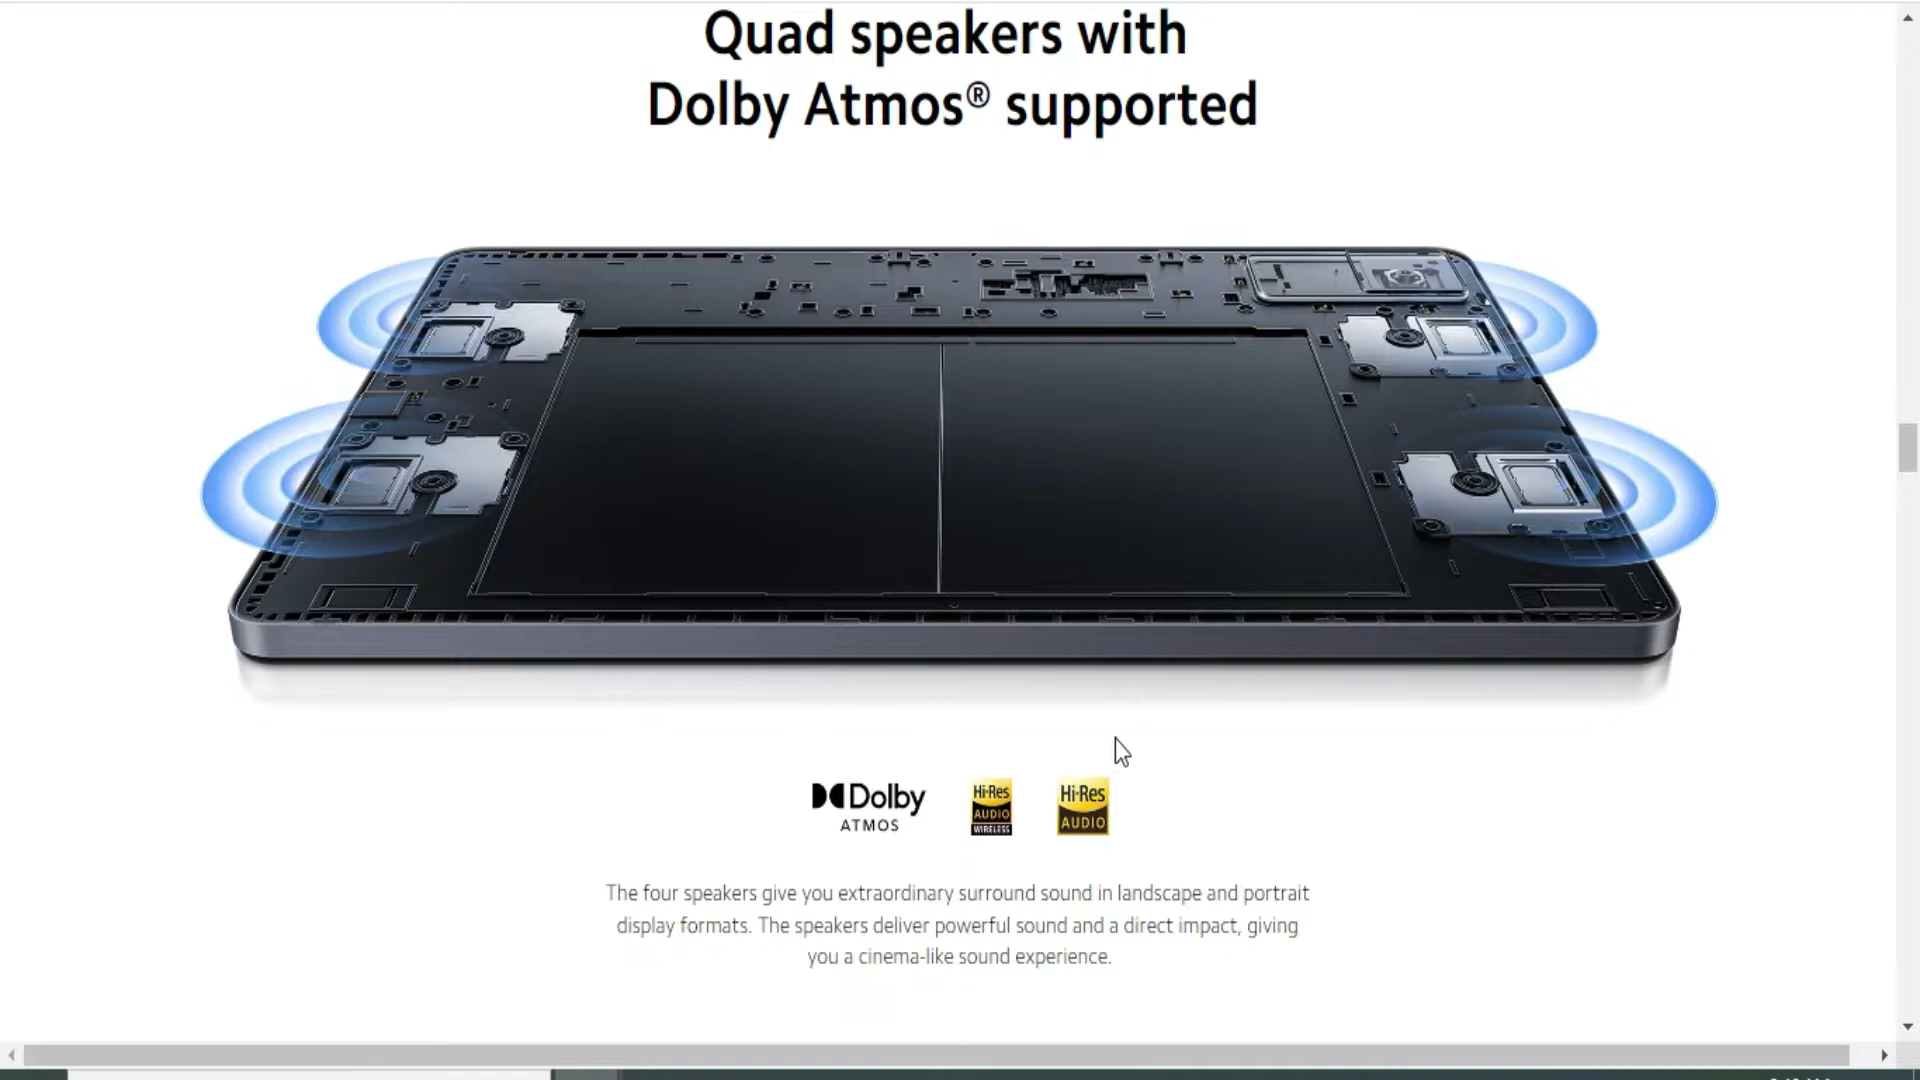 Quad speakers with
Dolby Atmos® supported
Dolby
ATMOS
Hi-Res
AUDIO
WIRELESS
Hi-Res
AUDIO
The four speakers give you extraordinary surround sound in landscape and portrait
display formats. The speakers deliver powerful sound and a direct impact, giving
you a cinema-like sound experience.